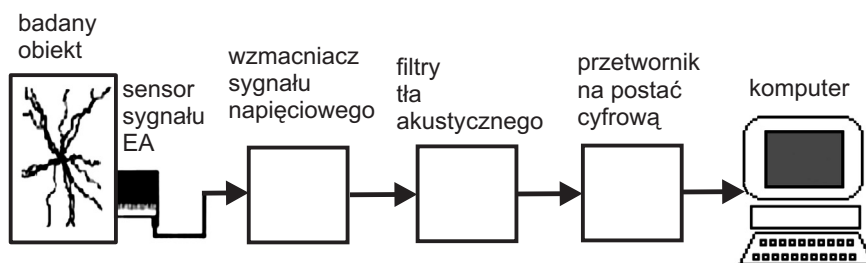 badany
obiekt
sensor
sygnału
EA
wzmacniacz
sygnału
napięciowego
filtry
tła
akustycznego
przetwornik
na postać
cyfrową
komputer